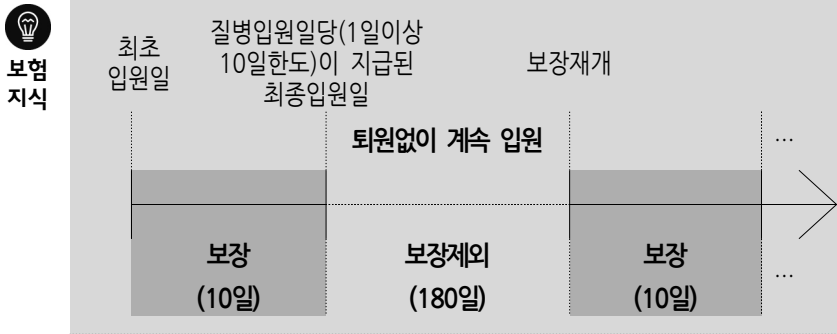 보험
지식
최초
입원일
질병입원일당(1일이상
10일한도)이 지급된
최종입원일
보장재개
퇴원없이 계속 입원
…
보장
(10일)
보장제외
(180일)
보장
(10일)
…